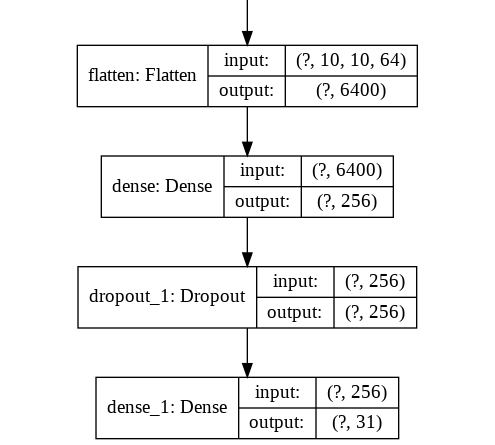 flatten: Flatten
input:
(?, 10, 10, 64)
output:
(?, 6400)
dense: Dense
input:
(?, 6400)
output:
(?, 256)
dropout_1: Dropout
input:
(?, 256)
output:
(?, 256)
dense_1: Dense
input:
(?, 256)
output:
(?, 31)